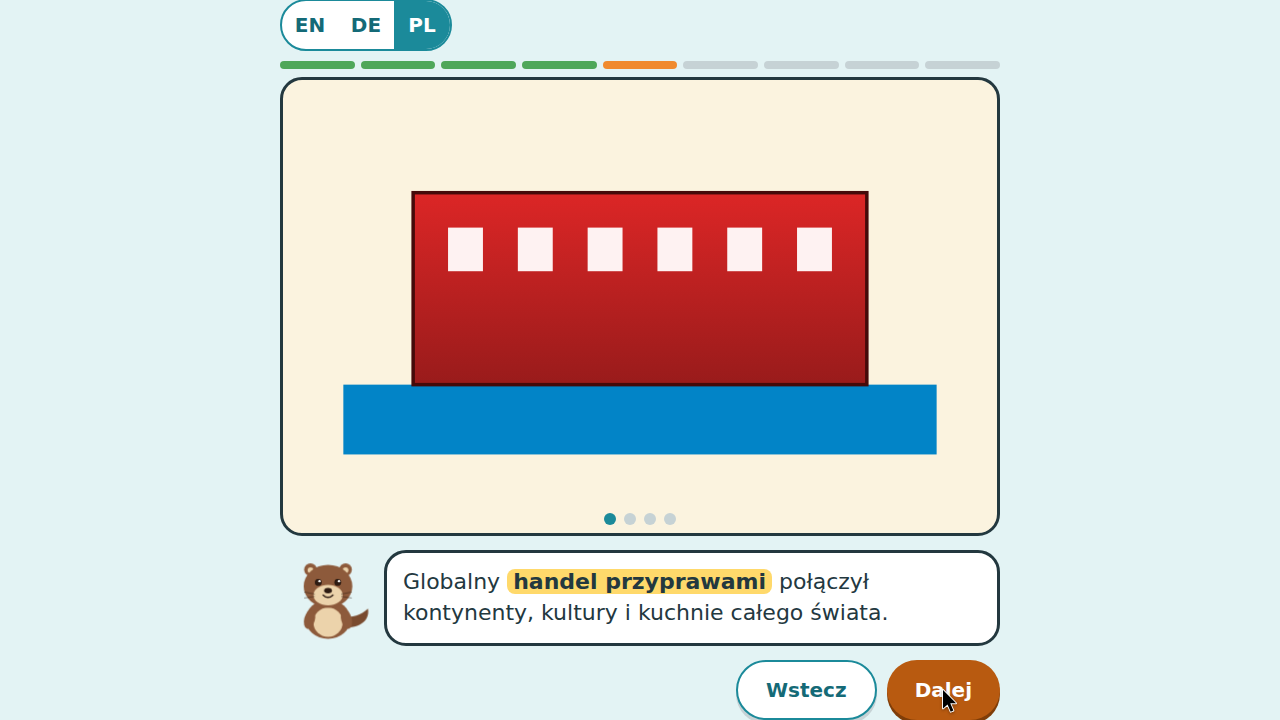 EN DE PL
Globalny handel przyprawami połączył
kontynenty, kultury i kuchnie całego świata.
Wstecz Dalej